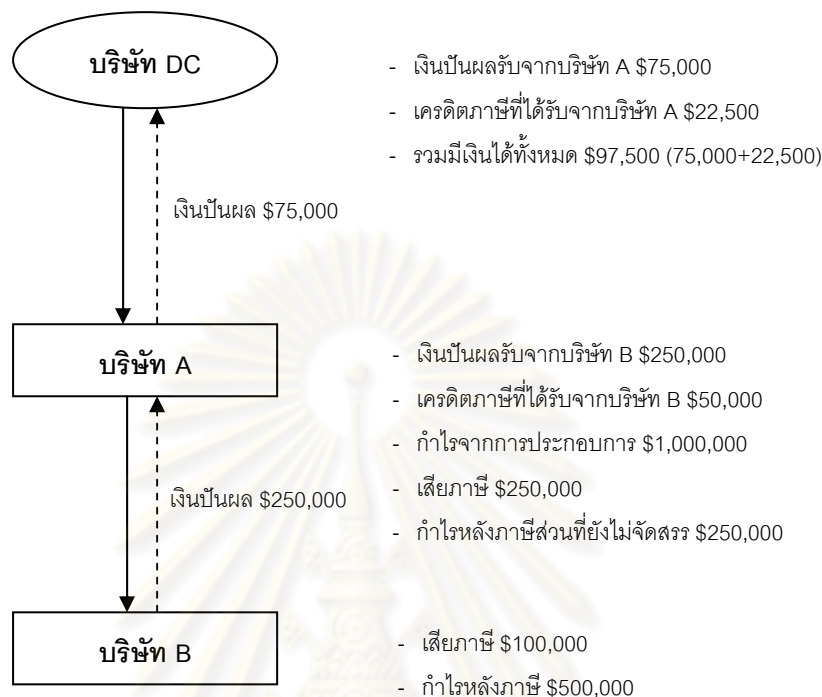 บริษัท DC
- เงินปันผลรับจากบริษัท A $75,000
- เครดิตภาษีที่ได้รับจากบริษัท A $22,500
- รวมมีเงินได้ทั้งหมด $97,500 (75,000+22,500)
เงินปันผล $75,000
บริษัท A
- เงินปันผลรับจากบริษัท B $250,000
- เครดิตภาษีที่ได้รับจากบริษัท B $50,000
- กำไรจากการประกอบการ $1,000,000
- เสียภาษี $250,000
- กำไรหลังภาษีส่วนที่ยังไม่จัดสรร $250,000
เงินปันผล $250,000
บริษัท B
- เสียภาษี $100,000
- กำไรหลังภาษี $500,000